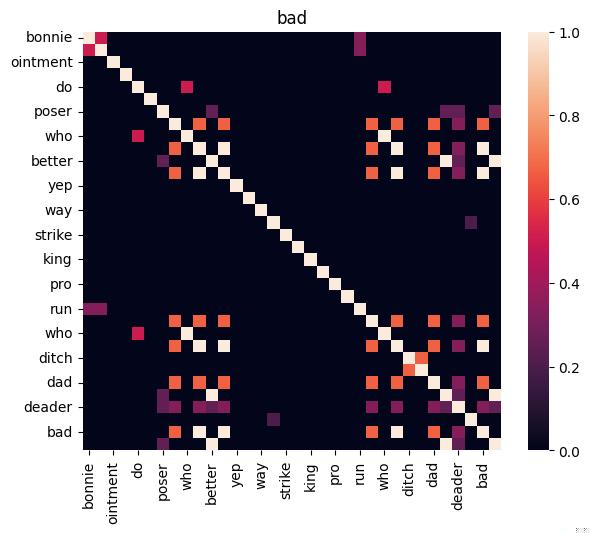 bad
bonnie
ointment
do
poser
who
better
yep
way
strike
king
pro
run
who
ditch
dad
deader
bad
bonnie
ointment
do
poser
who
better
yep
way
strike
king
pro
run
who
ditch
dad
deader
bad
1.0
0.8
0.6
0.4
0.2
0.0